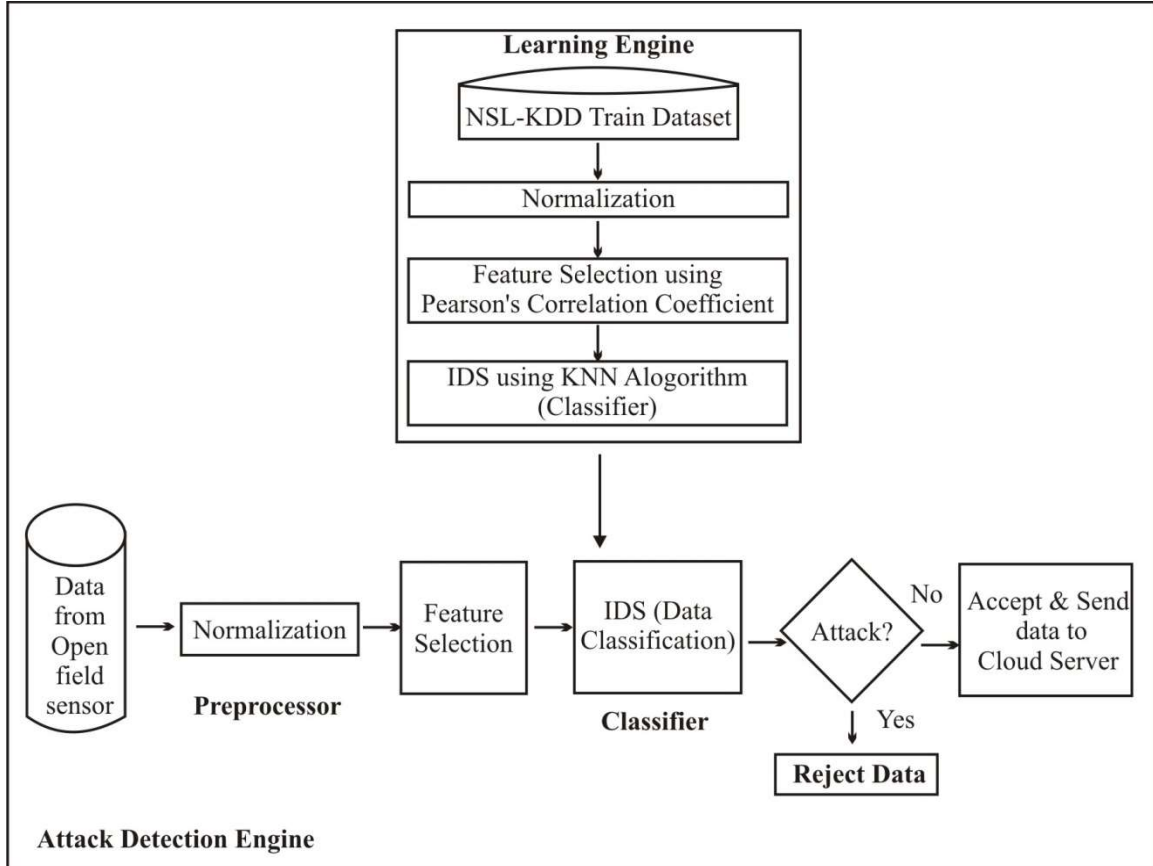 Learning Engine
NSL-KDD Train Dataset
Normalization
Feature Selection using
Pearson's Correlation Coefficient
IDS using KNN Alogorithm
(Classifier)
Data
from
Open
field
sensor
Normalization
Preprocessor
Feature
Selection
IDS (Data
Classification)
Classifier
Attack?
No
Accept & Send
data to
Cloud Server
Yes
Reject Data
Attack Detection Engine